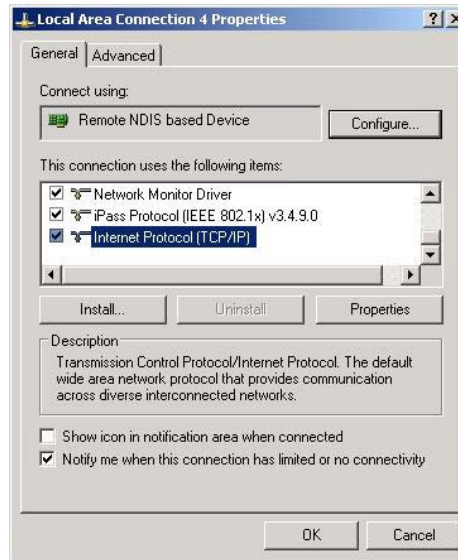 Local Area Connection 4 Properties
General
Advanced
Connect using:
Remote NDIS based Device
Configure...
This connection uses the following items:
Network Monitor Driver
iPass Protocol (IEEE 802.1x) v3.4.9.0
Internet Protocol (TCP/IP)
Install...
Uninstall
Properties
Description
Transmission Control Protocol/Internet Protocol. The default
wide area network protocol that provides communication
across diverse interconnected networks.
Show icon in notification area when connected
Notify me when this connection has limited or no connectivity
OK
Cancel